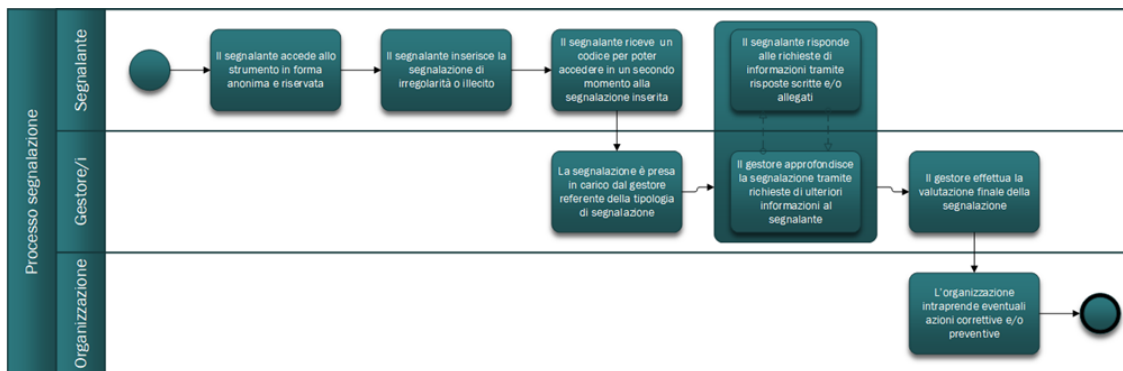 Processo segnalazione
Segnalante
Il segnalante accede allo
strumento in forma
anonima e riservata
Il segnalante inserisce la
segnalazione di
irregolarità o illecito
Il segnalante riceve un
codice per poter
accedere in un secondo
momento alla
segnalazione inserita
Il segnalante risponde
alle richieste di
informazioni tramite
risposte scritte e/o
allegati
Gestore/i
La segnalazione è presa
in carico dal gestore
referente della tipologia
di segnalazione
Il gestore approfondisce
la segnalazione tramite
richieste di ulteriori
informazioni al
segnalante
Il gestore effettua la
valutazione finale della
segnalazione
Organizzazione
L'organizzazione
intraprende eventuali
azioni correttive e/o
preventive